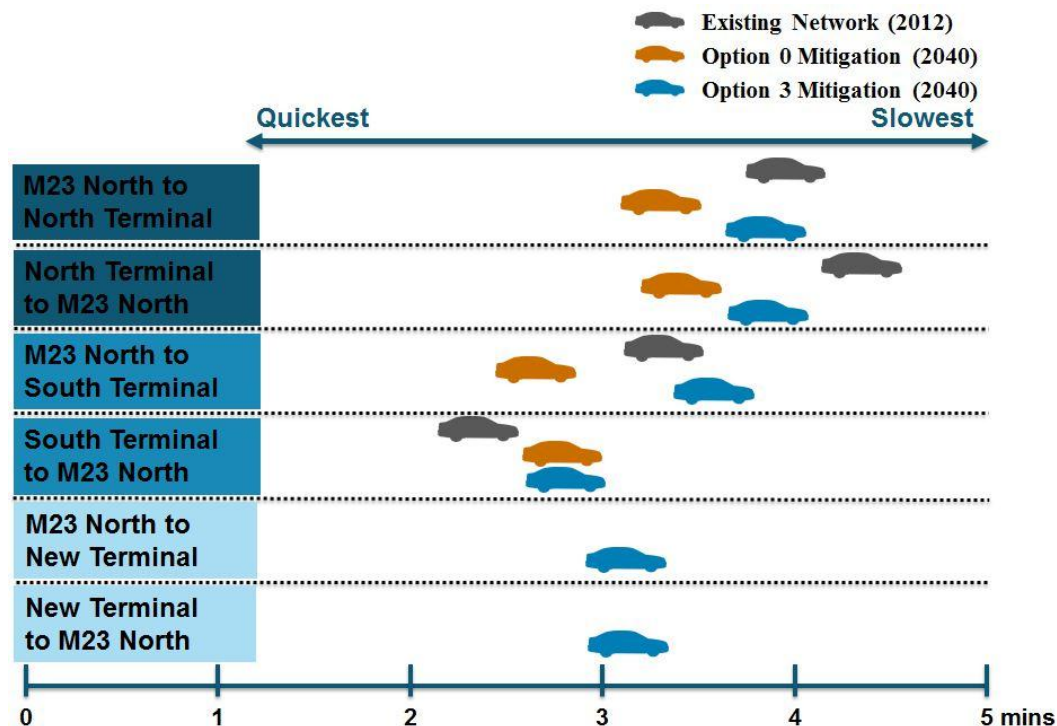 Existing Network (2012)
Option 0 Mitigation (2040)
Option 3 Mitigation (2040)
Quickest
Slowest
M23 North to
North Terminal
North Terminal
to M23 North
M23 North to
South Terminal
South Terminal
to M23 North
M23 North to
New Terminal
New Terminal
to M23 North
0 1 2 3 4 5 mins